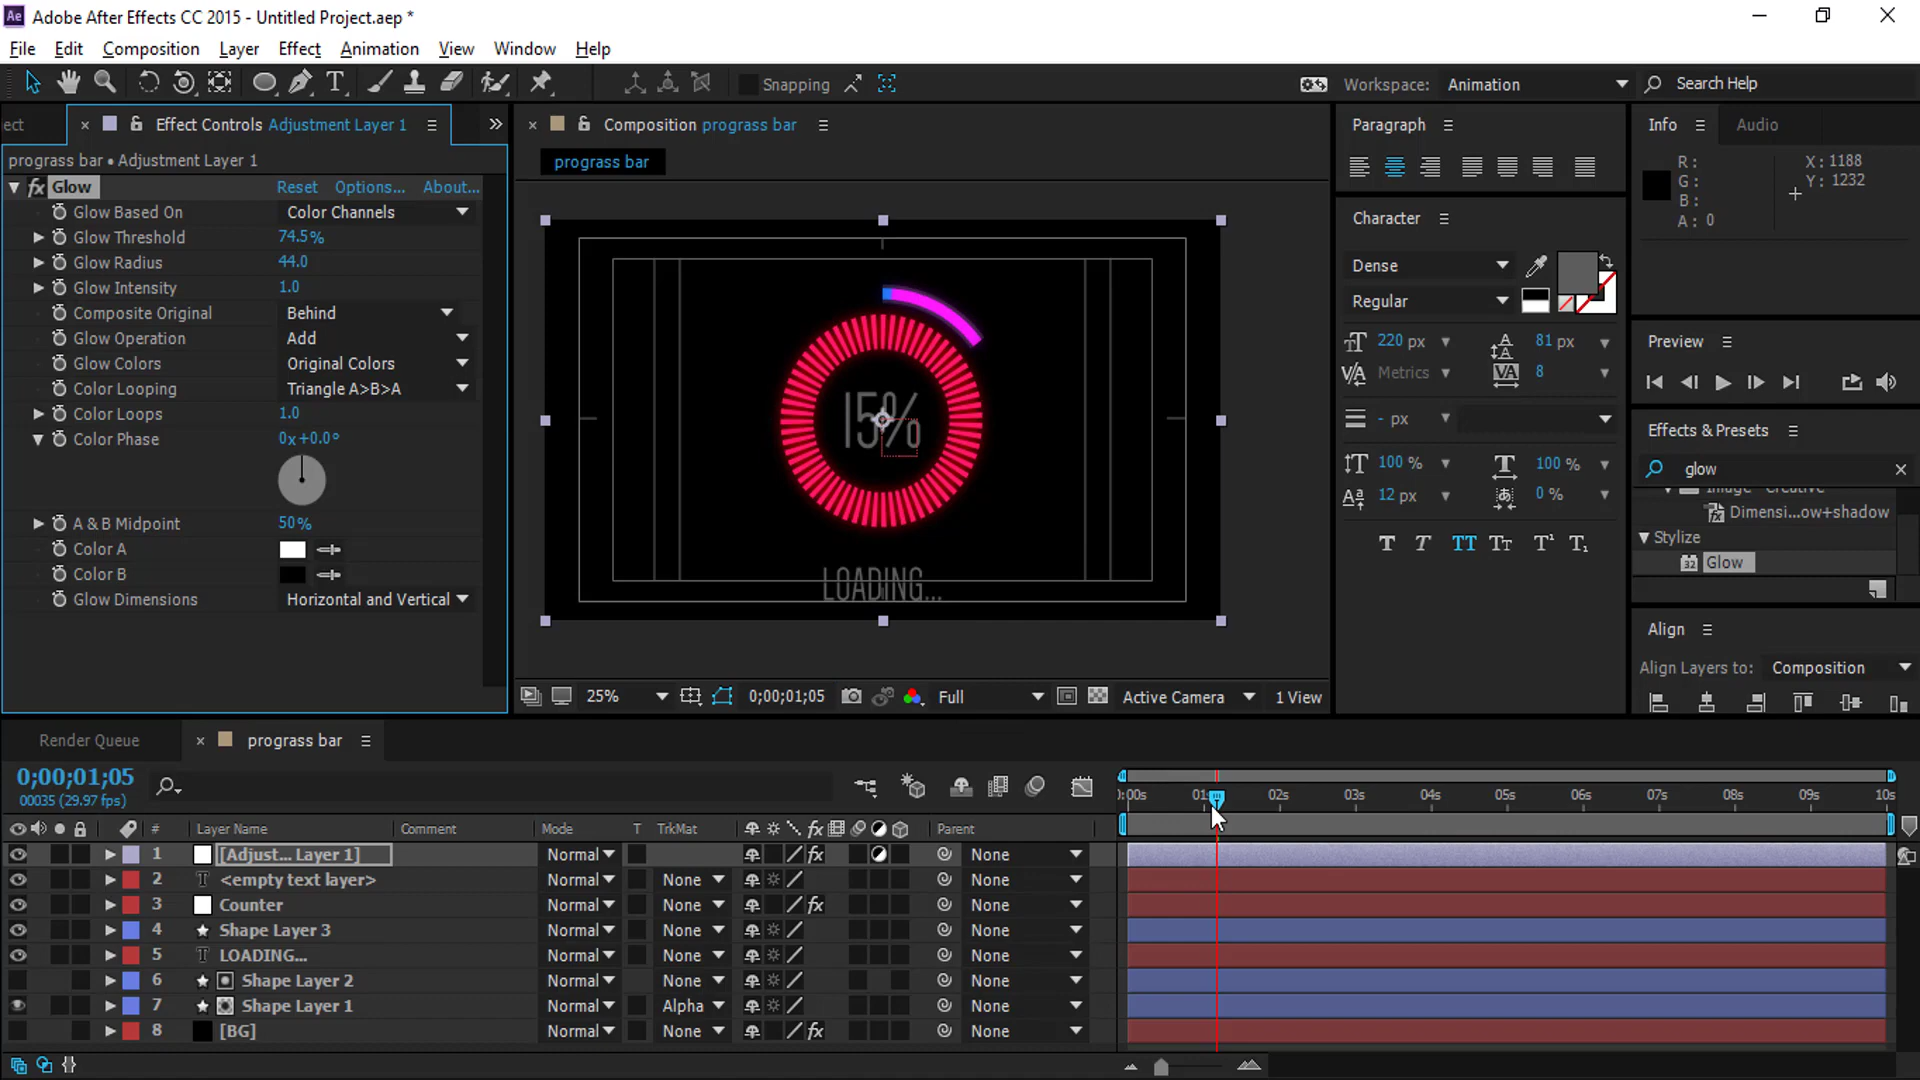 Adobe After Effects CC 2015 - Untitled Project.aep *
File Edit Composition Layer Effect Animation View Window Help
Snapping
Workspace: Animation
Search Help
ect
Effect Controls Adjustment Layer 1
prograss bar • Adjustment Layer 1
fx Glow Reset Options... About...
Glow Based On Color Channels
Glow Threshold 74.5%
Glow Radius 44.0
Glow Intensity 1.0
Composite Original Behind
Glow Operation Add
Glow Colors Original Colors
Color Looping Triangle A>B>A
Color Loops 1.0
Color Phase 0x+0.0°
A & B Midpoint 50%
Color A
Color B
Glow Dimensions Horizontal and Vertical
Composition prograss bar
prograss bar
15%
LOADING...
25% 0;00;01;05 Full Active Camera 1 View
Paragraph
Character
Dense
Regular
220 px 81 px
Metrics 8
- px
100 % 100 %
12 px 0 %
Info Audio
R: X: 1188
G: Y: 1232
B:
A: 0
Preview
Effects & Presets
glow
Image - Creative
Dimensi...ow+shadow
Stylize
Glow
Align
Align Layers to: Composition
Render Queue prograss bar
0;00;01;05
00035 (29.97 fps)
:00s 01s 02s 03s 04s 05s 06s 07s 08s 09s 10s
# Layer Name Comment Mode T TrkMat fx Parent
1 [Adjust... Layer 1] Normal fx None
2 T <empty text layer> Normal None None
3 Counter Normal None fx None
4 Shape Layer 3 Normal None None
5 T LOADING... Normal None None
6 Shape Layer 2 Normal None None
7 Shape Layer 1 Normal Alpha None
8 [BG] Normal None fx None